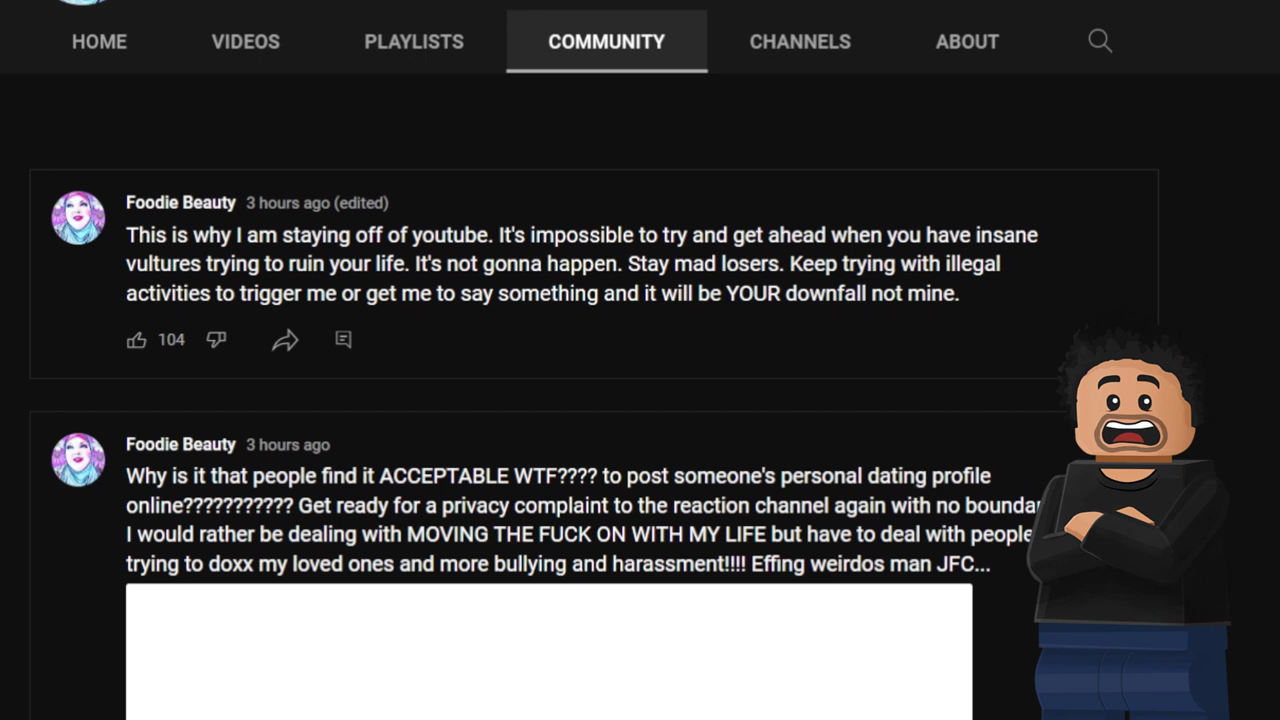 HOME VIDEOS PLAYLISTS COMMUNITY CHANNELS ABOUT
Foodie Beauty 3 hours ago (edited)
This is why I am staying off of youtube. It's impossible to try and get ahead when you have insane
vultures trying to ruin your life. It's not gonna happen. Stay mad losers. Keep trying with illegal
activities to trigger me or get me to say something and it will be YOUR downfall not mine.
104
Foodie Beauty 3 hours ago
Why is it that people find it ACCEPTABLE WTF???? to post someone's personal dating profile
online??????????? Get ready for a privacy complaint to the reaction channel again with no
I would rather be dealing with MOVING THE FUCK ON WITH MY LIFE but have to deal with people
trying to doxx my loved ones and more bullying and harassment!!!! Effing weirdos man JFC...